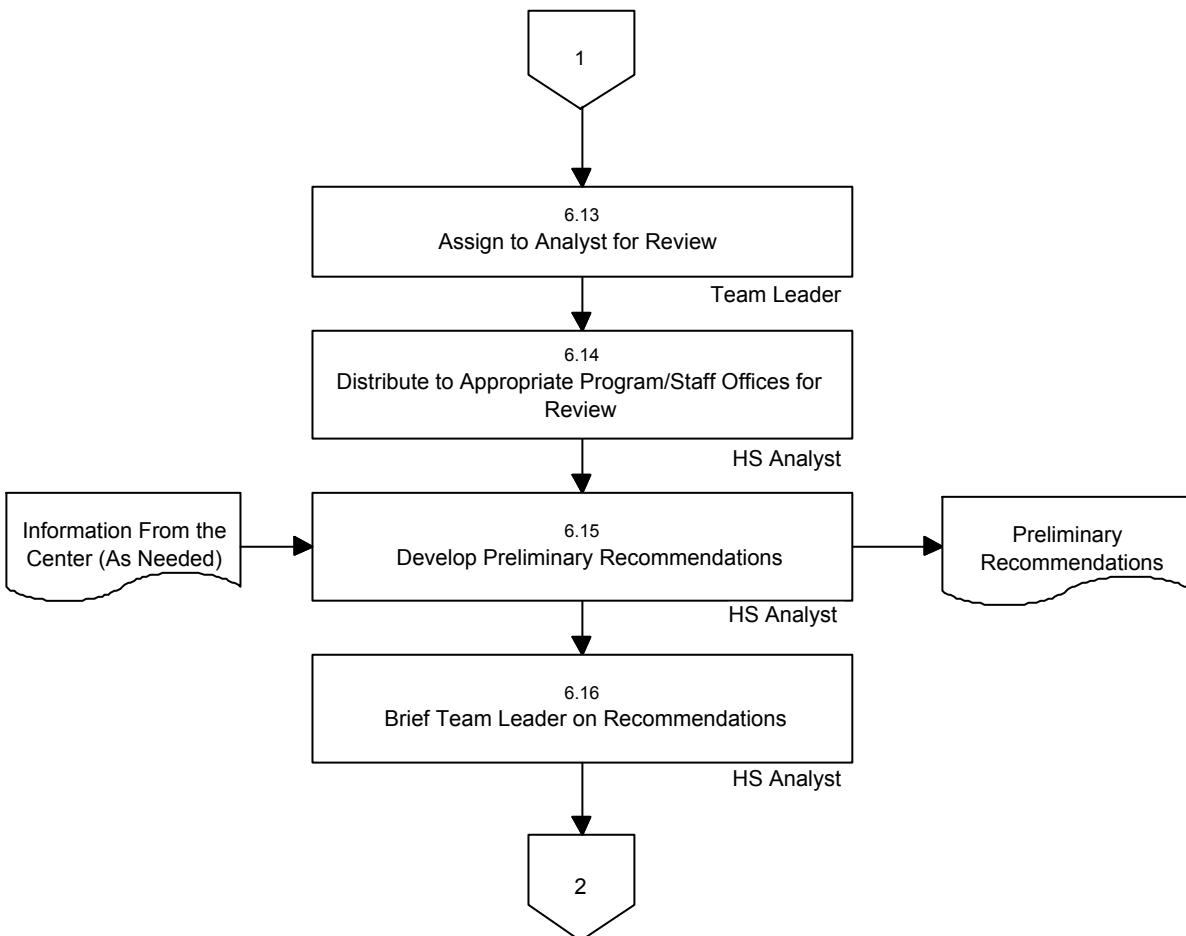 1
6.13
Assign to Analyst for Review
Team Leader
6.14
Distribute to Appropriate Program/Staff Offices for
Review
HS Analyst
Information From the
Center (As Needed)
6.15
Develop Preliminary Recommendations
Preliminary
Recommendations
HS Analyst
6.16
Brief Team Leader on Recommendations
HS Analyst
2